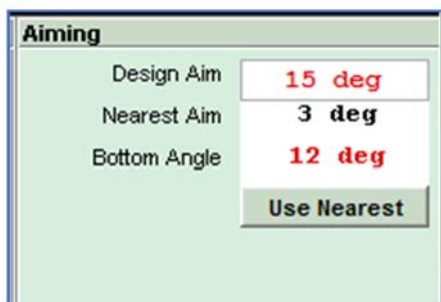 Aiming
Design Aim 15 deg
Nearest Aim 3 deg
Bottom Angle 12 deg
Use Nearest